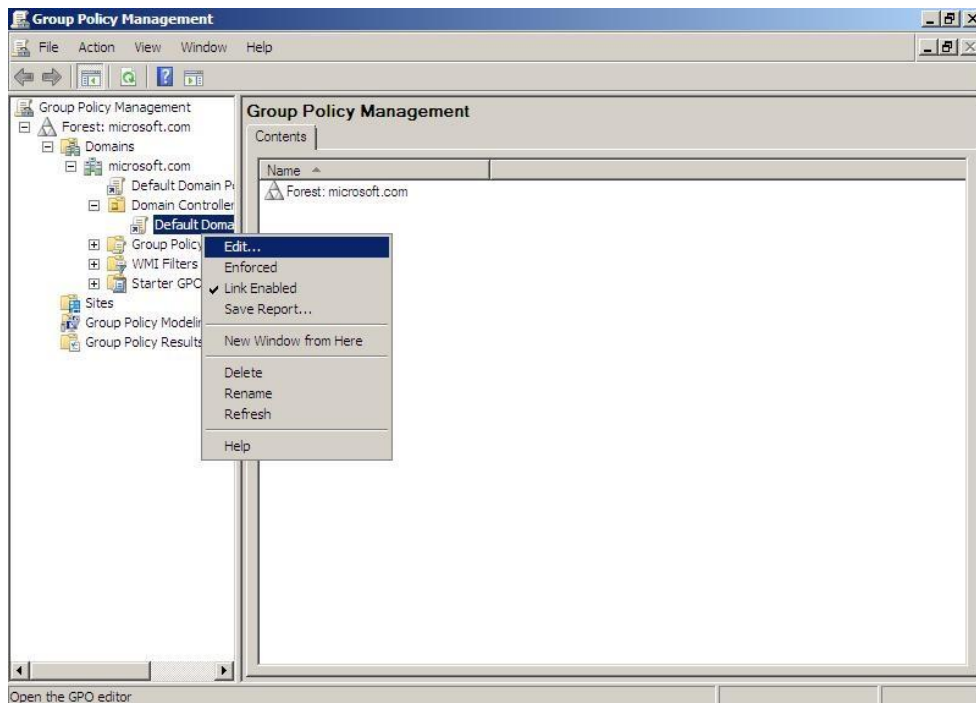 Group Policy Management
File Action View Window Help
Group Policy Management
Forest: microsoft.com
Domains
microsoft.com
Default Domain P
Domain Controller
Default Doma
Group Policy
WMI Filters
Starter GPO
Sites
Group Policy Modelin
Group Policy Results
Edit...
Enforced
Link Enabled
Save Report...
New Window from Here
Delete
Rename
Refresh
Help
Group Policy Management
Contents
Name
Forest: microsoft.com
Open the GPO editor